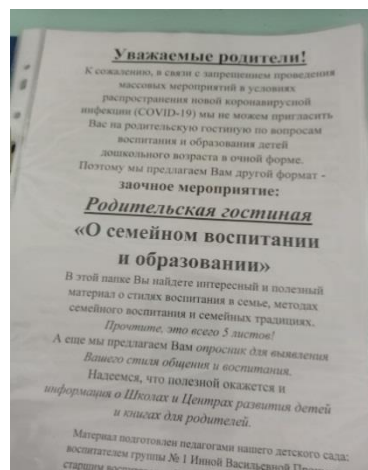 Уважаемые родители!
К сожалению, в связи с запрещением проведения
массовых мероприятий в условиях
распространения новой коронавирусной
инфекции (COVID-19) мы не можем пригласить
Вас на родительскую гостиную по вопросам
воспитания и образования детей
дошкольного возраста в очной форме.
Поэтому мы предлагаем Вам другой формат -
заочное мероприятие:
Родительская гостиная
«О семейном воспитании
и образовании»
В этой папке Вы найдете интересный и полезный
материал о стилях воспитания в семье, методах
семейного воспитания и семейных традициях.
Прочтите, это всего 5 листов!
А еще мы предлагаем Вам опросник для выявления
Вашего стиля общения и воспитания.
Надеемся, что полезной окажется и
информация о Школах и Центрах развития детей
и книгах для родителей.
Материал подготовлен педагогами нашего детского сада:
воспитателем группы № 1 Инной Васильевной
старшим